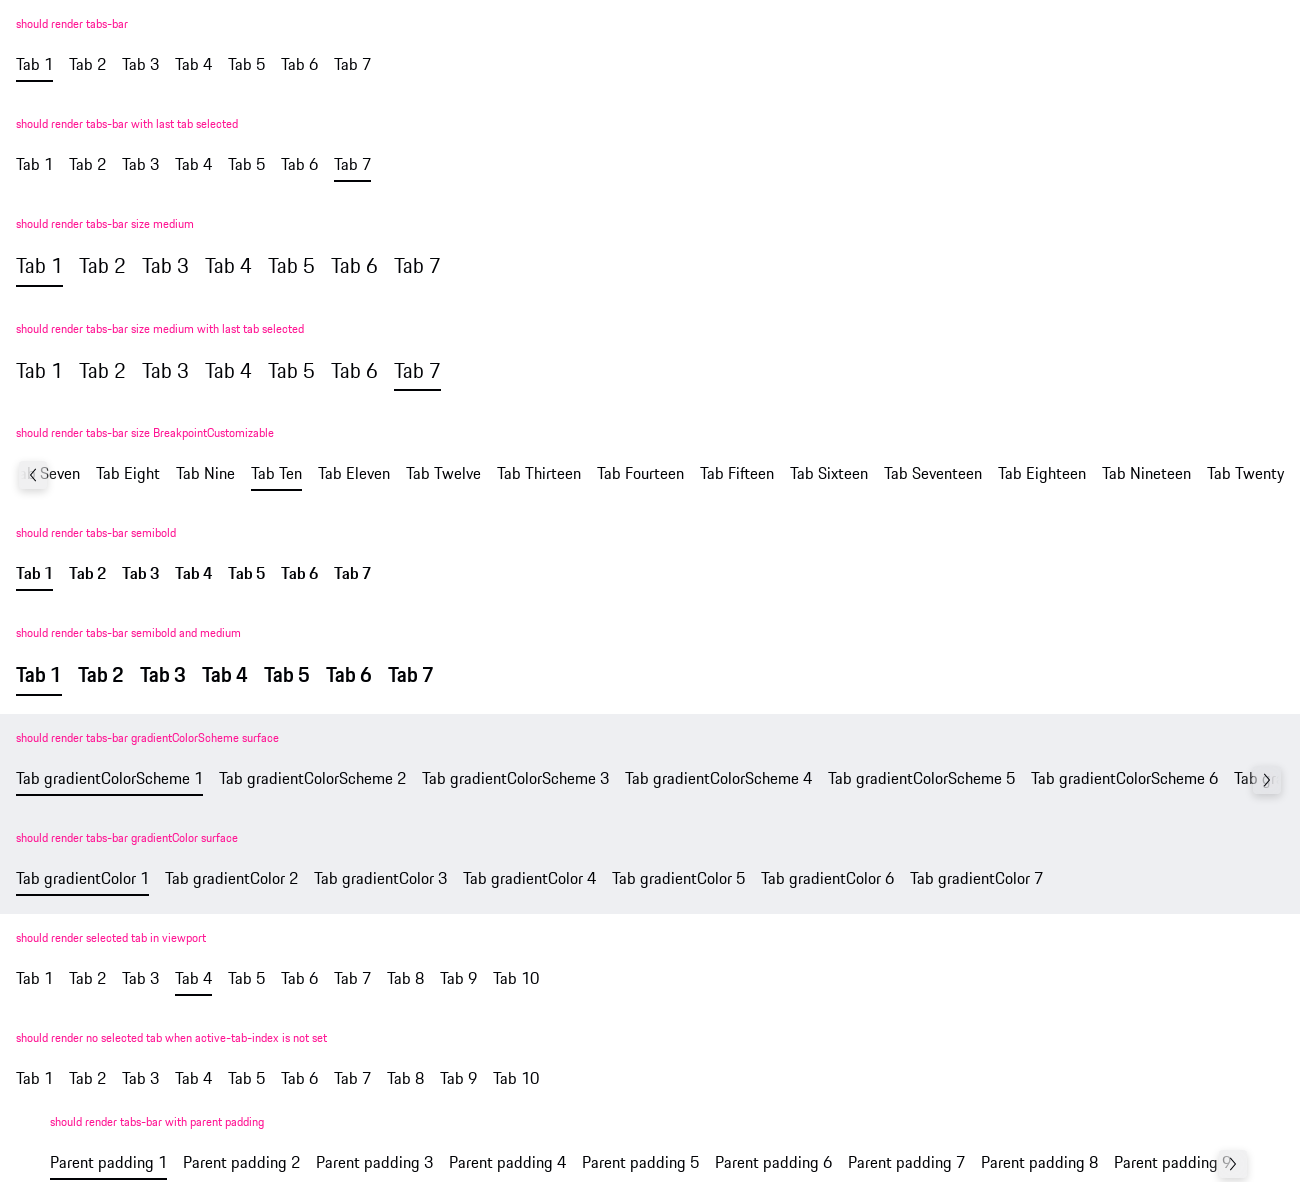 should render tabs-bar
Tab 1 Tab 2 Tab 3 Tab 4 Tab 5 Tab 6 Tab 7
should render tabs-bar with last tab selected
Tab 1 Tab 2 Tab 3 Tab 4 Tab 5 Tab 6 Tab 7
should render tabs-bar size medium
Tab 1 Tab 2 Tab 3 Tab 4 Tab 5 Tab 6 Tab 7
should render tabs-bar size medium with last tab selected
Tab 1 Tab 2 Tab 3 Tab 4 Tab 5 Tab 6 Tab 7
should render tabs-bar size BreakpointCustomizable
Seven Tab Eight Tab Nine Tab Ten Tab Eleven Tab Twelve Tab Thirteen Tab Fourteen Tab Fifteen Tab Sixteen Tab Seventeen Tab Eighteen Tab Nineteen Tab Twenty
should render tabs-bar semibold
Tab 1 Tab 2 Tab 3 Tab 4 Tab 5 Tab 6 Tab 7
should render tabs-bar semibold and medium
Tab 1 Tab 2 Tab 3 Tab 4 Tab 5 Tab 6 Tab 7
should render tabs-bar gradientColorScheme surface
Tab gradientColorScheme 1 Tab gradientColorScheme 2 Tab gradientColorScheme 3 Tab gradientColorScheme 4 Tab gradientColorScheme 5 Tab gradientColorScheme 6 Tab
should render tabs-bar gradientColor surface
Tab gradientColor 1 Tab gradientColor 2 Tab gradientColor 3 Tab gradientColor 4 Tab gradientColor 5 Tab gradientColor 6 Tab gradientColor 7
should render selected tab in viewport
Tab 1 Tab 2 Tab 3 Tab 4 Tab 5 Tab 6 Tab 7 Tab 8 Tab 9 Tab 10
should render no selected tab when active-tab-index is not set
Tab 1 Tab 2 Tab 3 Tab 4 Tab 5 Tab 6 Tab 7 Tab 8 Tab 9 Tab 10
should render tabs-bar with parent padding
Parent padding 1 Parent padding 2 Parent padding 3 Parent padding 4 Parent padding 5 Parent padding 6 Parent padding 7 Parent padding 8 Parent padding 9